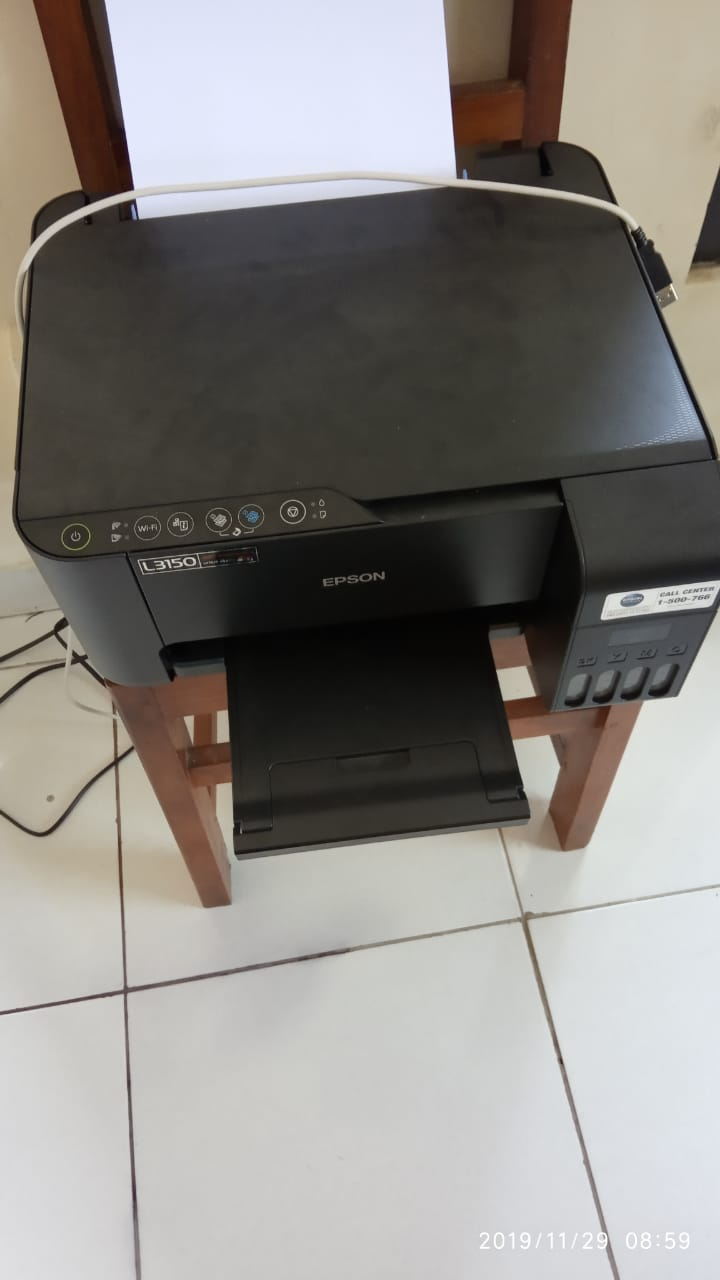 Wi-Fi
L3150
EPSON
CALL CENTER
1-500-766
2019/11/29 08:59